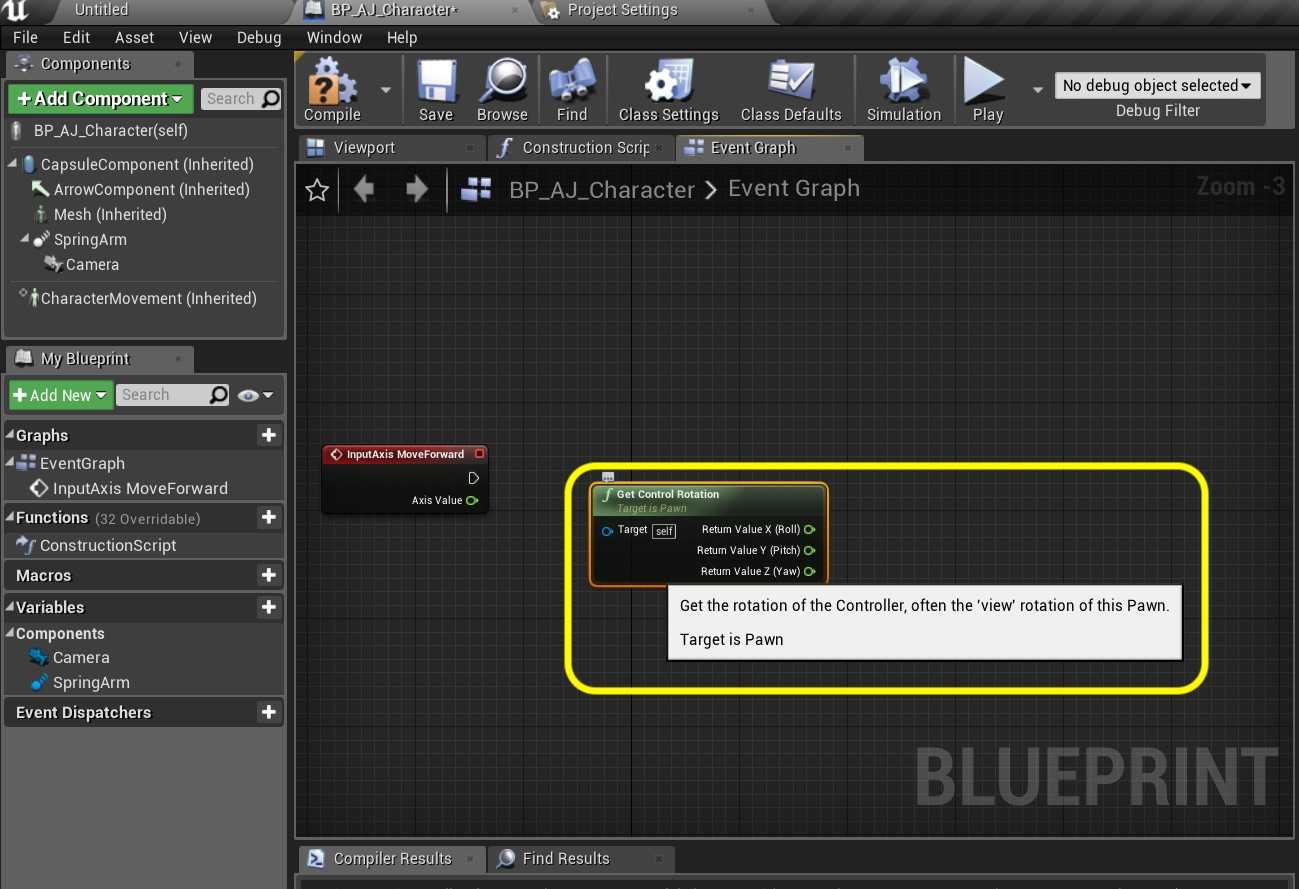 Untitled
BP_AJ_Character*
Project Settings
File Edit Asset View Debug Window Help
Components
+Add Component
Search
BP_AJ_Character(self)
CapsuleComponent (Inherited)
ArrowComponent (Inherited)
Mesh (Inherited)
SpringArm
Camera
CharacterMovement (Inherited)
My Blueprint
+Add New
Search
Graphs
EventGraph
InputAxis MoveForward
Functions (32 Overridable)
ConstructionScript
Macros
Variables
Components
Camera
SpringArm
Event Dispatchers
Compile
Save
Browse
Find
Class Settings
Class Defaults
Simulation
Play
No debug object selected
Debug Filter
Viewport
Construction Scrip
Event Graph
BP_AJ_Character > Event Graph
Zoom -3
InputAxis MoveForward
Axis Value
Get Control Rotation
Target is Pawn
Target self
Return Value X (Roll)
Return Value Y (Pitch)
Return Value Z (Yaw)
Get the rotation of the Controller, often the 'view' rotation of this Pawn.
Target is Pawn
BLUEPRINT
Compiler Results
Find Results